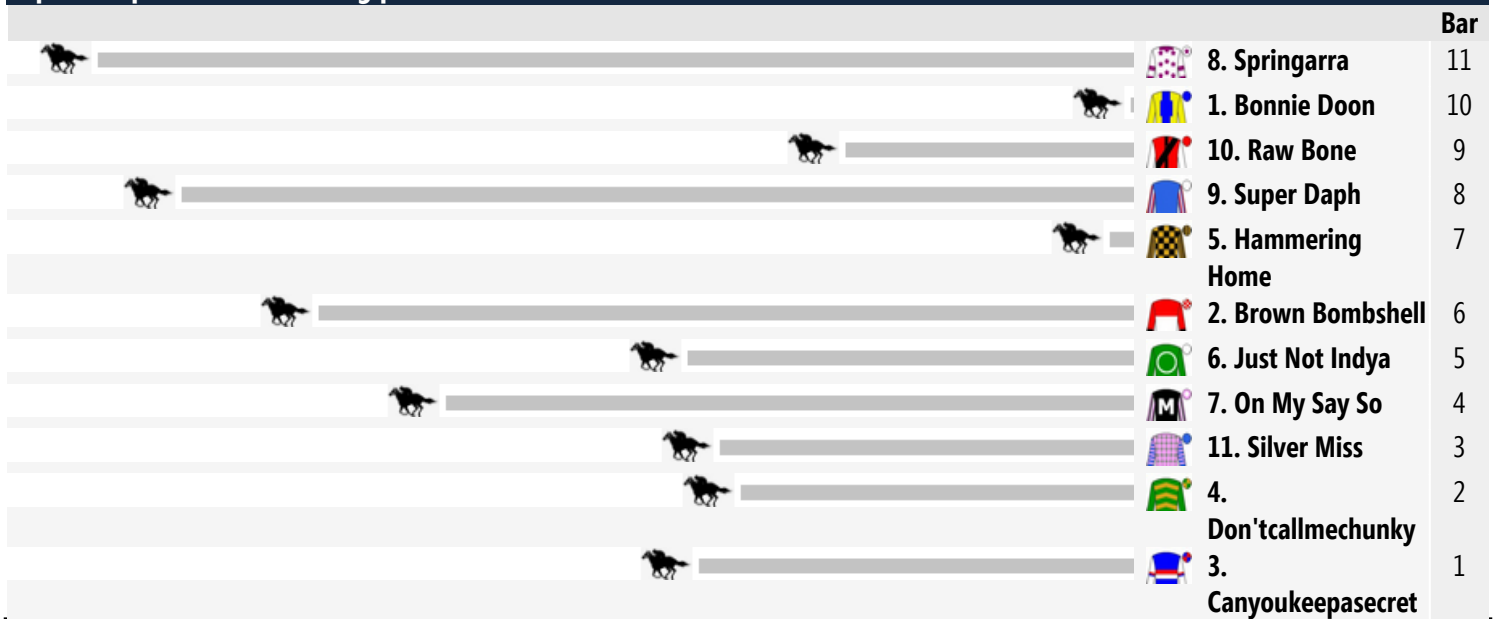 Bar
8. Springarra 11
1. Bonnie Doon 10
10. Raw Bone 9
9. Super Daph 8
5. Hammering 7
Home
2. Brown Bombshell 6
6. Just Not Indya 5
M
7. On My Say So 4
11. Silver Miss 3
4. 2
Don'tcallmechunky
3. 1
Canyoukeepasecret